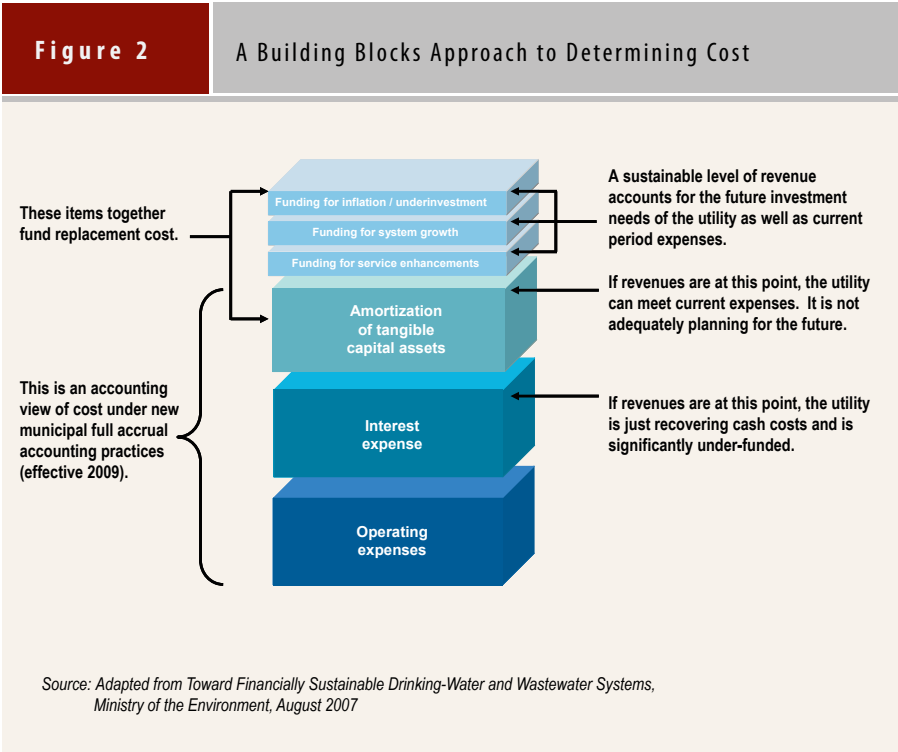 Figure 2
A Building Blocks Approach to Determining Cost
These items together
fund replacement cost.
This is an accounting
view of cost under new
municipal full accrual
accounting practices
(effective 2009).
Funding for inflation / underinvestment
Funding for system growth
Funding for service enhancements
Amortization
of tangible
capital assets
Interest
expense
Operating
expenses
A sustainable level of revenue
accounts for the future investment
needs of the utility as well as current
period expenses.
If revenues are at this point, the utility
can meet current expenses.  It is not
adequately planning for the future.
If revenues are at this point, the utility
is just recovering cash costs and is
significantly under-funded.
Source: Adapted from Toward Financially Sustainable Drinking-Water and Wastewater Systems,
Ministry of the Environment, August 2007